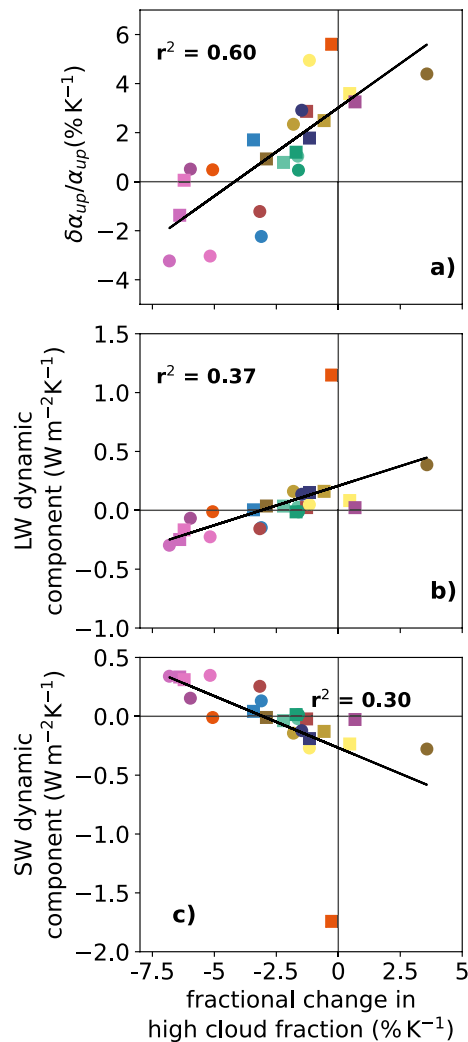 6
4
2
0
−2
−4
δα_up/α_up(% K⁻¹)
r² = 0.60
a)
1.5
1.0
0.5
0.0
−0.5
−1.0
LW dynamic
component (W m⁻²K⁻¹)
r² = 0.37
b)
0.5
0.0
−0.5
−1.0
−1.5
−2.0
SW dynamic
component (W m⁻²K⁻¹)
r² = 0.30
c)
-7.5 -5 -2.5 0 2.5 5
fractional change in
high cloud fraction (% K⁻¹)